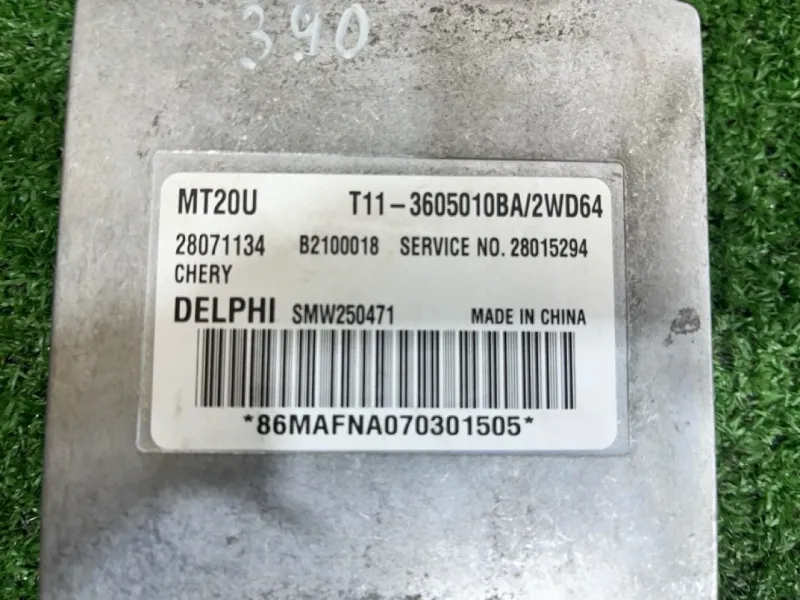 340
MT20U T11-3605010BA/2WD64
28071134 B2100018 SERVICE NO. 28015294
CHERY
DELPHI SMW250471 MADE IN CHINA
*86MAFNA070301505*